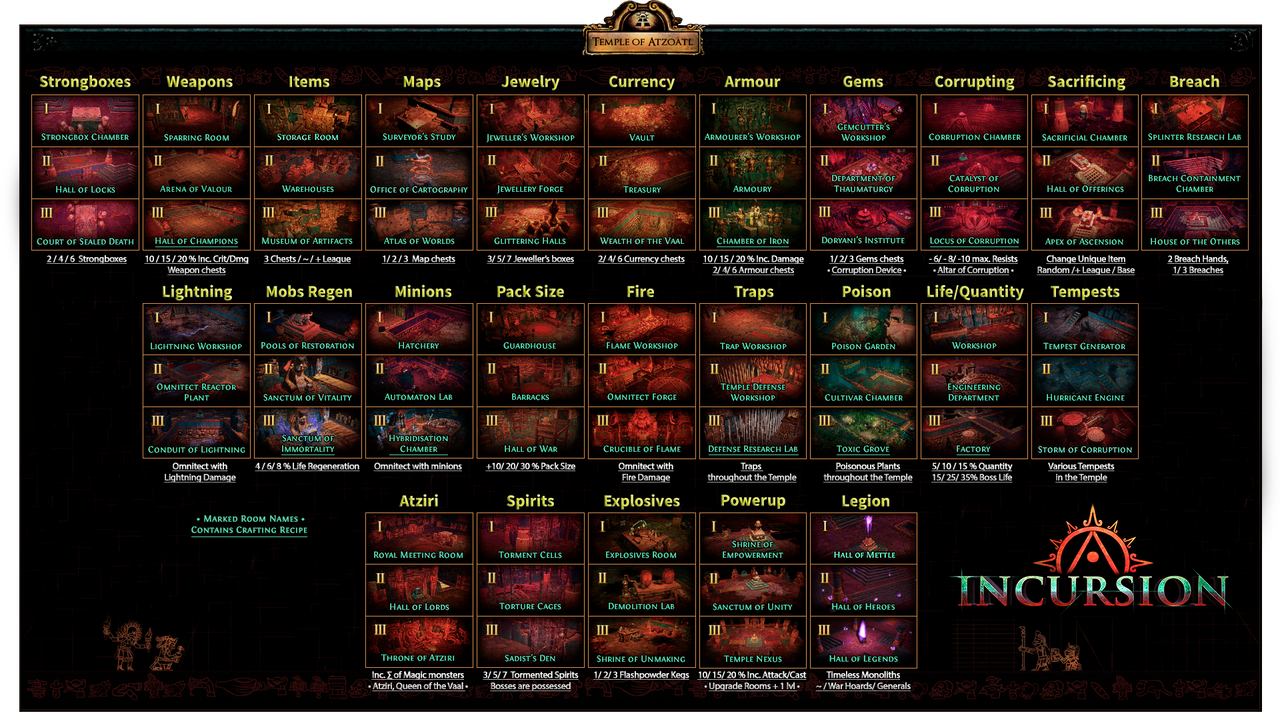 TEMPLE OF ATZOATL
Strongboxes
I
STRONGBOX CHAMBER
II
HALL OF LOCKS
III
COURT OF SEALED DEATH
2 / 4 / 6 Strongboxes
Weapons
I
SPARRING ROOM
II
ARENA OF VALOUR
III
HALL OF CHAMPIONS
10 / 15 / 20 % Inc. Crit/Dmg
Weapon chests
Items
I
STORAGE ROOM
II
WAREHOUSES
III
MUSEUM OF ARTIFACTS
3 Chests / ~ / + League
Maps
I
SURVEYOR'S STUDY
II
OFFICE OF CARTOGRAPHY
III
ATLAS OF WORLDS
1/ 2/ 3 Map chests
Jewelry
I
JEWELLER'S WORKSHOP
II
JEWELLERY FORGE
III
GLITTERING HALLS
3/ 5/ 7 Jeweller's boxes
Currency
I
VAULT
II
TREASURY
III
WEALTH OF THE VAAL
2/ 4/ 6 Currency chests
Armour
I
ARMOURER'S WORKSHOP
II
ARMOURY
III
CHAMBER OF IRON
10/ 15/ 20% Inc. Damage
2/ 4/ 6 Armour chests
Gems
I
GEMCUTTER'S
WORKSHOP
II
DEPARTMENT OF
THAUMATURGY
III
DORYANI'S INSTITUTE
1/ 2/ 3 Gems chests
• Corruption Device •
Corrupting
I
CORRUPTION CHAMBER
II
CATALYST OF
CORRUPTION
III
LOCUS OF CORRUPTION
- 6/ - 8/ -10 max. Resists
• Altar of Corruption •
Sacrificing
I
SACRIFICIAL CHAMBER
II
HALL OF OFFERINGS
III
APEX OF ASCENSION
Change Unique Item
Random /+ League / Base
Breach
I
SPLINTER RESEARCH LAB
II
BREACH CONTAINMENT
CHAMBER
III
HOUSE OF THE OTHERS
2 Breach Hands,
1/ 3 Breaches
Lightning
I
LIGHTNING WORKSHOP
II
OMNITECT REACTOR
PLANT
III
CONDUIT OF LIGHTNING
Omnitect with
Lightning Damage
Mobs Regen
I
POOLS OF RESTORATION
II
SANCTUM OF VITALITY
III
SANCTUM OF
IMMORTALITY
4 / 6/ 8 % Life Regeneration
Minions
I
HATCHERY
II
AUTOMATON LAB
III
HYBRIDISATION
CHAMBER
Omnitect with minions
Pack Size
I
GUARDHOUSE
II
BARRACKS
III
HALL OF WAR
+10/ 20/ 30 % Pack Size
Fire
I
FLAME WORKSHOP
II
OMNITECT FORGE
III
CRUCIBLE OF FLAME
Omnitect with
Fire Damage
Traps
I
TRAP WORKSHOP
II
TEMPLE DEFENSE
WORKSHOP
III
DEFENSE RESEARCH LAB
Traps
throughout the Temple
Poison
I
POISON GARDEN
II
CULTIVAR CHAMBER
III
TOXIC GROVE
Poisonous Plants
throughout the Temple
Life/Quantity
I
WORKSHOP
II
ENGINEERING
DEPARTMENT
III
FACTORY
5/ 10 / 15 % Quantity
15/ 25/ 35% Boss Life
Tempests
I
TEMPEST GENERATOR
II
HURRICANE ENGINE
III
STORM OF CORRUPTION
Various Tempests
in the Temple
• MARKED ROOM NAMES •
CONTAINS CRAFTING RECIPE
Atziri
I
ROYAL MEETING ROOM
II
HALL OF LORDS
III
THRONE OF ATZIRI
Inc. ∑ of Magic monsters
• Atziri, Queen of the Vaal •
Spirits
I
TORMENT CELLS
II
TORTURE CAGES
III
SADIST'S DEN
3/ 5/ 7 Tormented Spirits
Bosses are possessed
Explosives
I
EXPLOSIVES ROOM
II
DEMOLITION LAB
III
SHRINE OF UNMAKING
1/ 2/ 3 Flashpowder Kegs
Powerup
I
SHRINE OF
EMPOWERMENT
II
SANCTUM OF UNITY
III
TEMPLE NEXUS
10/ 15/ 20 % Inc. Attack/Cast
• Upgrade Rooms + 1 lvl •
Legion
I
HALL OF METTLE
II
HALL OF HEROES
III
HALL OF LEGENDS
Timeless Monoliths
~ / War Hoards/ Generals
INCURSION